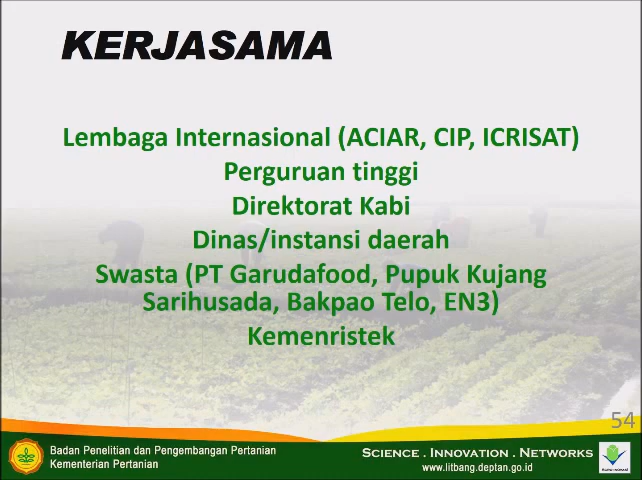 KERJASAMA
Lembaga Internasional (ACIAR, CIP, ICRISAT)
Perguruan tinggi
Direktorat Kabi
Dinas/instansi daerah
Swasta (PT Garudafood, Pupuk Kujang
Sarihusada, Bakpao Telo, EN3)
Kemenristek
54
Badan Penelitian dan Pengembangan Pertanian
Kementerian Pertanian
SCIENCE . INNOVATION . NETWORKS
www.litbang.deptan.go.id